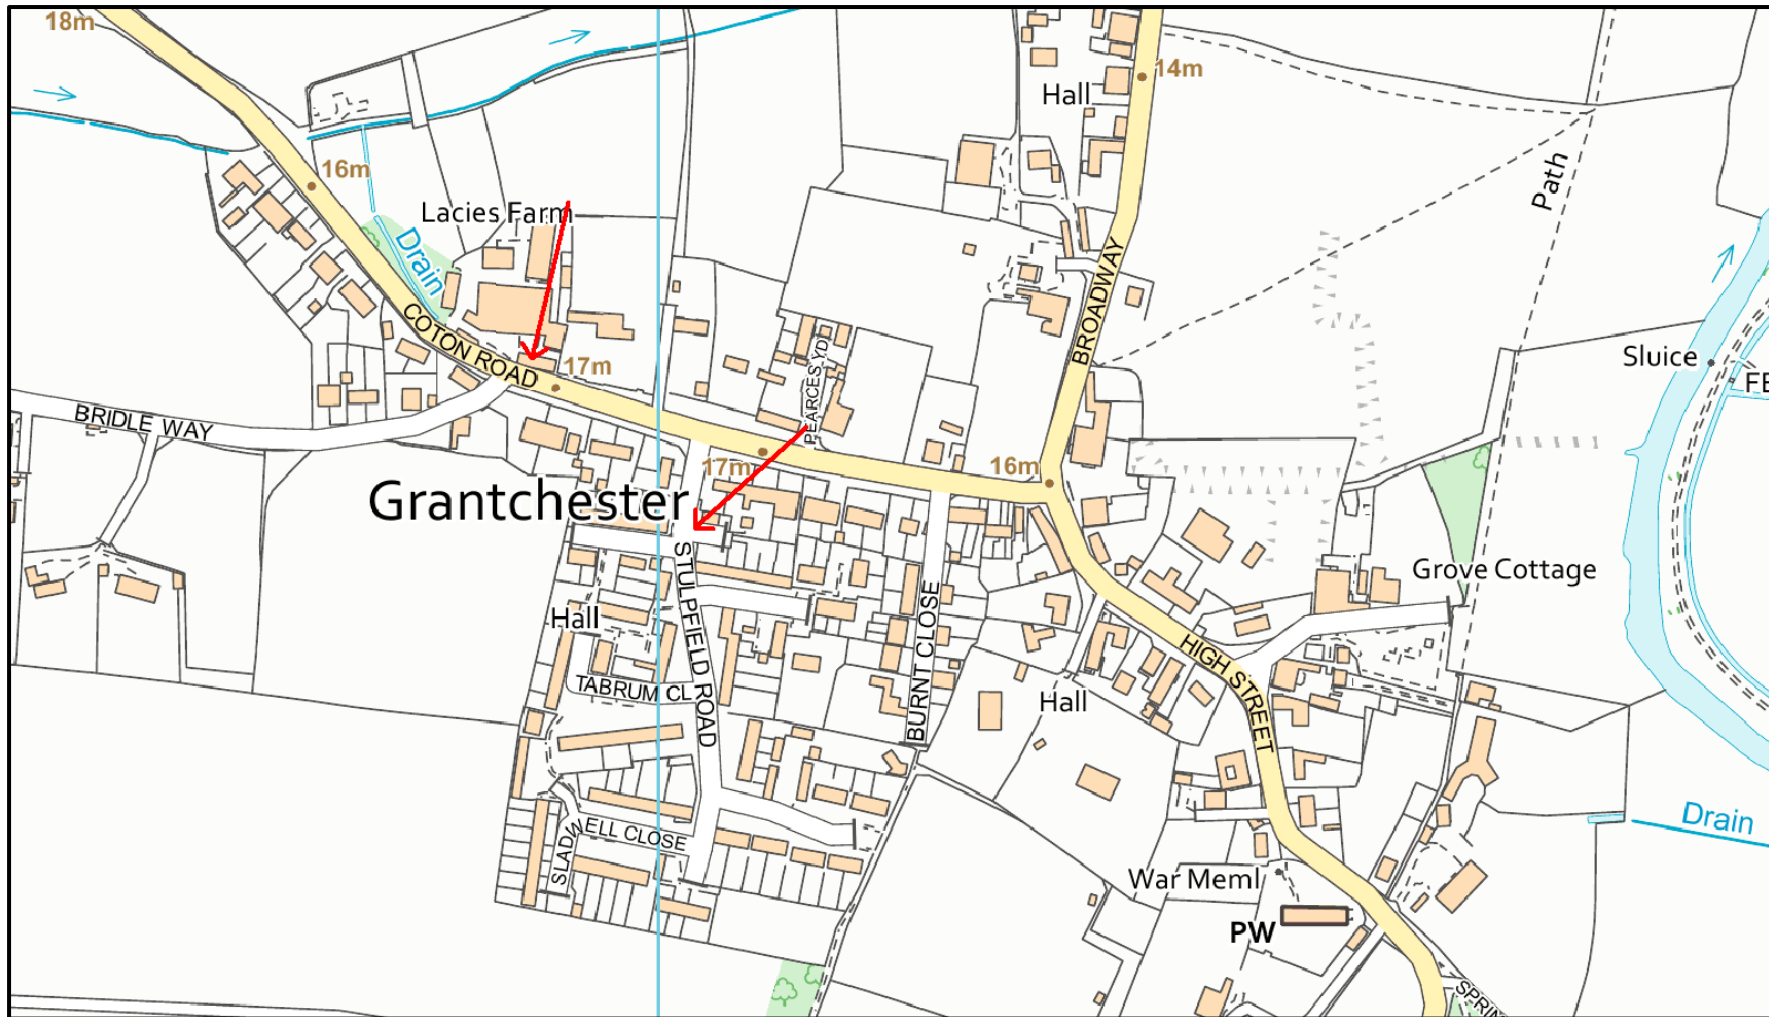 18m
14m
Hall
16m
Path
Lacies Farm
Drain
BROADWAY
COTON ROAD
17m
Sluice
PEARCES YD
BRIDLE WAY
17m
16m
Grantchester
STULPFIELD ROAD
Grove Cottage
Hall
BURNT CLOSE
HIGH STREET
TABRUM CL
Hall
Drain
SLADWELL CLOSE
War Meml
PW